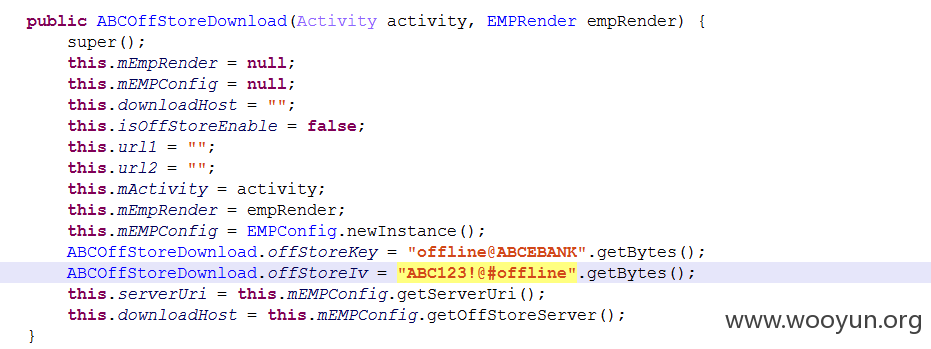 public ABCOffStoreDownload(Activity activity, EMPRender empRender) {
super();
this.mEmpRender = null;
this.mEMPConfig = null;
this.downloadHost = "";
this.isOffStoreEnable = false;
this.url1 = "";
this.url2 = "";
this.mActivity = activity;
this.mEmpRender = empRender;
this.mEMPConfig = EMPConfig.newInstance();
ABCOffStoreDownload.offStoreKey = "offline@ABCEBANK".getBytes();
ABCOffStoreDownload.offStoreIv = "ABC123!@#offline".getBytes();
this.serverUri = this.mEMPConfig.getServerUri();
this.downloadHost = this.mEMPConfig.getOffStoreServer();
}
www.wooyun.org